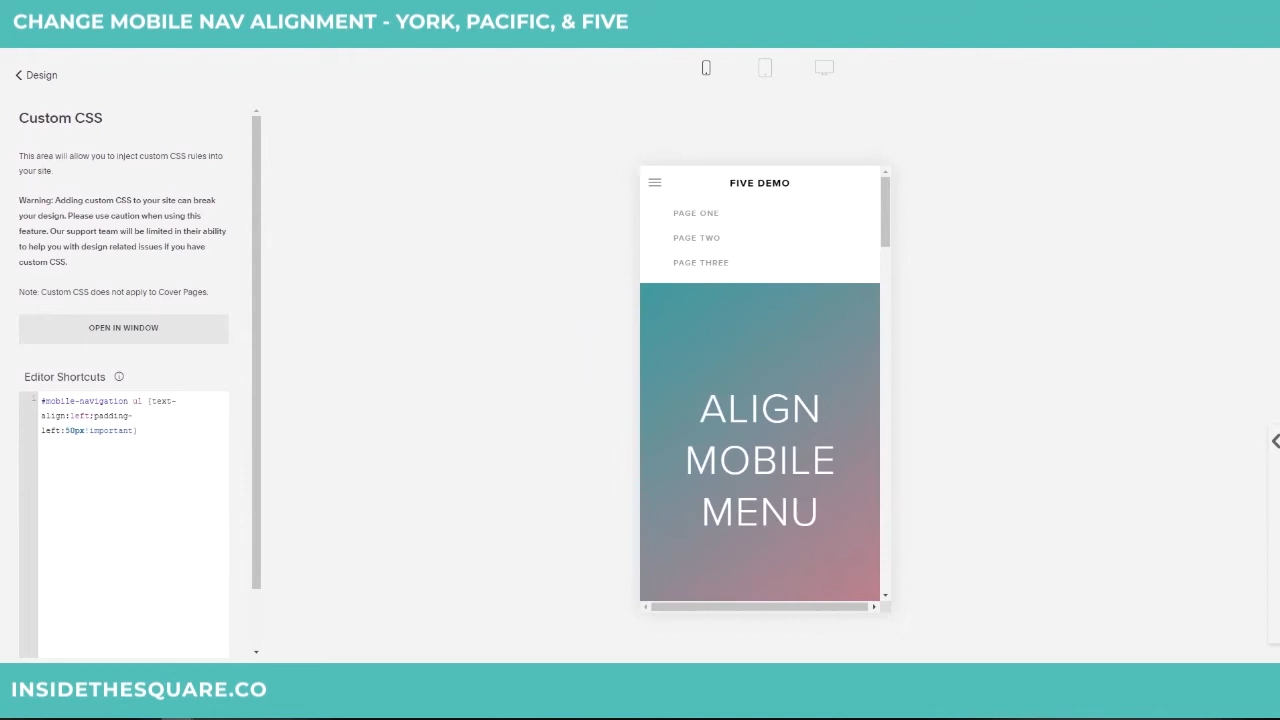 CHANGE MOBILE NAV ALIGNMENT - YORK, PACIFIC, & FIVE
Design
Custom CSS
This area will allow you to inject custom CSS rules into
your site.
Warning: Adding custom CSS to your site can break
your design. Please use caution when using this
feature. Our support team will be limited in their ability
to help you with design related issues if you have
custom CSS.
Note: Custom CSS does not apply to Cover Pages.
OPEN IN WINDOW
Editor Shortcuts
1
#mobile-navigation ul {text-
align:left;padding-
left:50px!important}
FIVE DEMO
PAGE ONE
PAGE TWO
PAGE THREE
ALIGN
MOBILE
MENU
INSIDETHESQUARE.CO